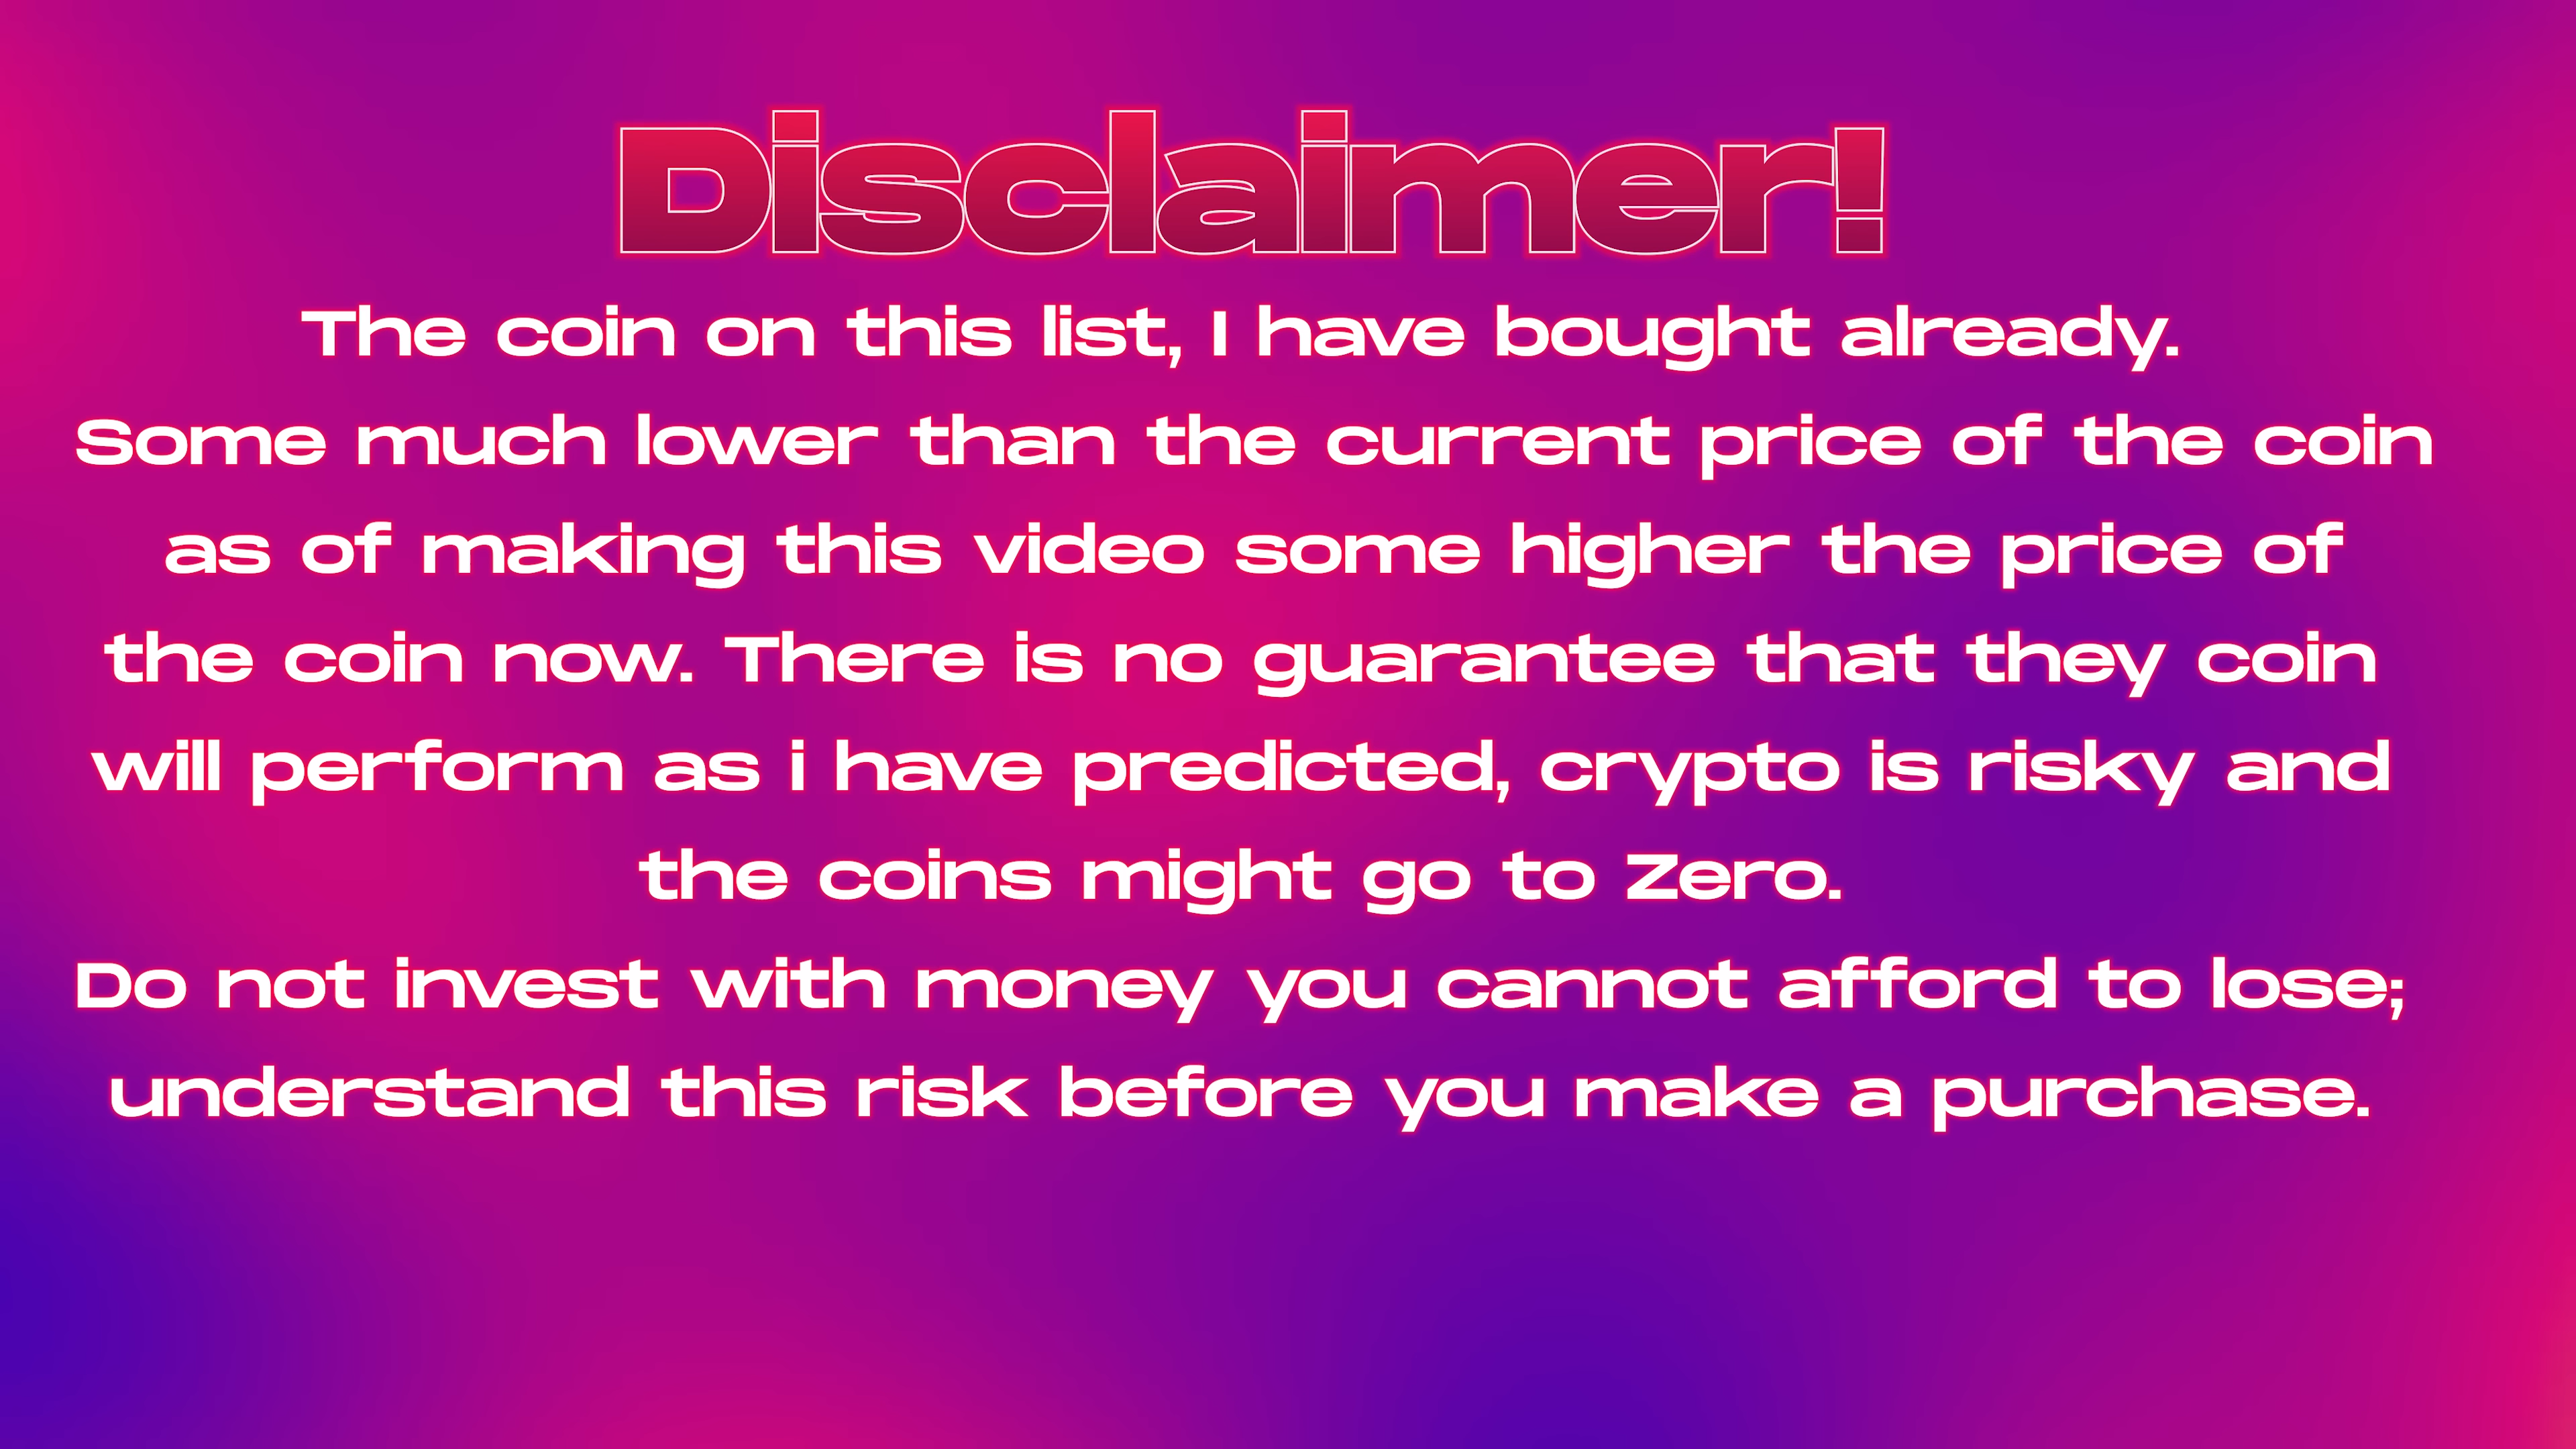 Disclaimer!
The coin on this list, I have bought already.
Some much lower than the current price of the coin
as of making this video some higher the price of
the coin now. There is no guarantee that they coin
will perform as i have predicted, crypto is risky and
the coins might go to Zero.
Do not invest with money you cannot afford to lose;
understand this risk before you make a purchase.